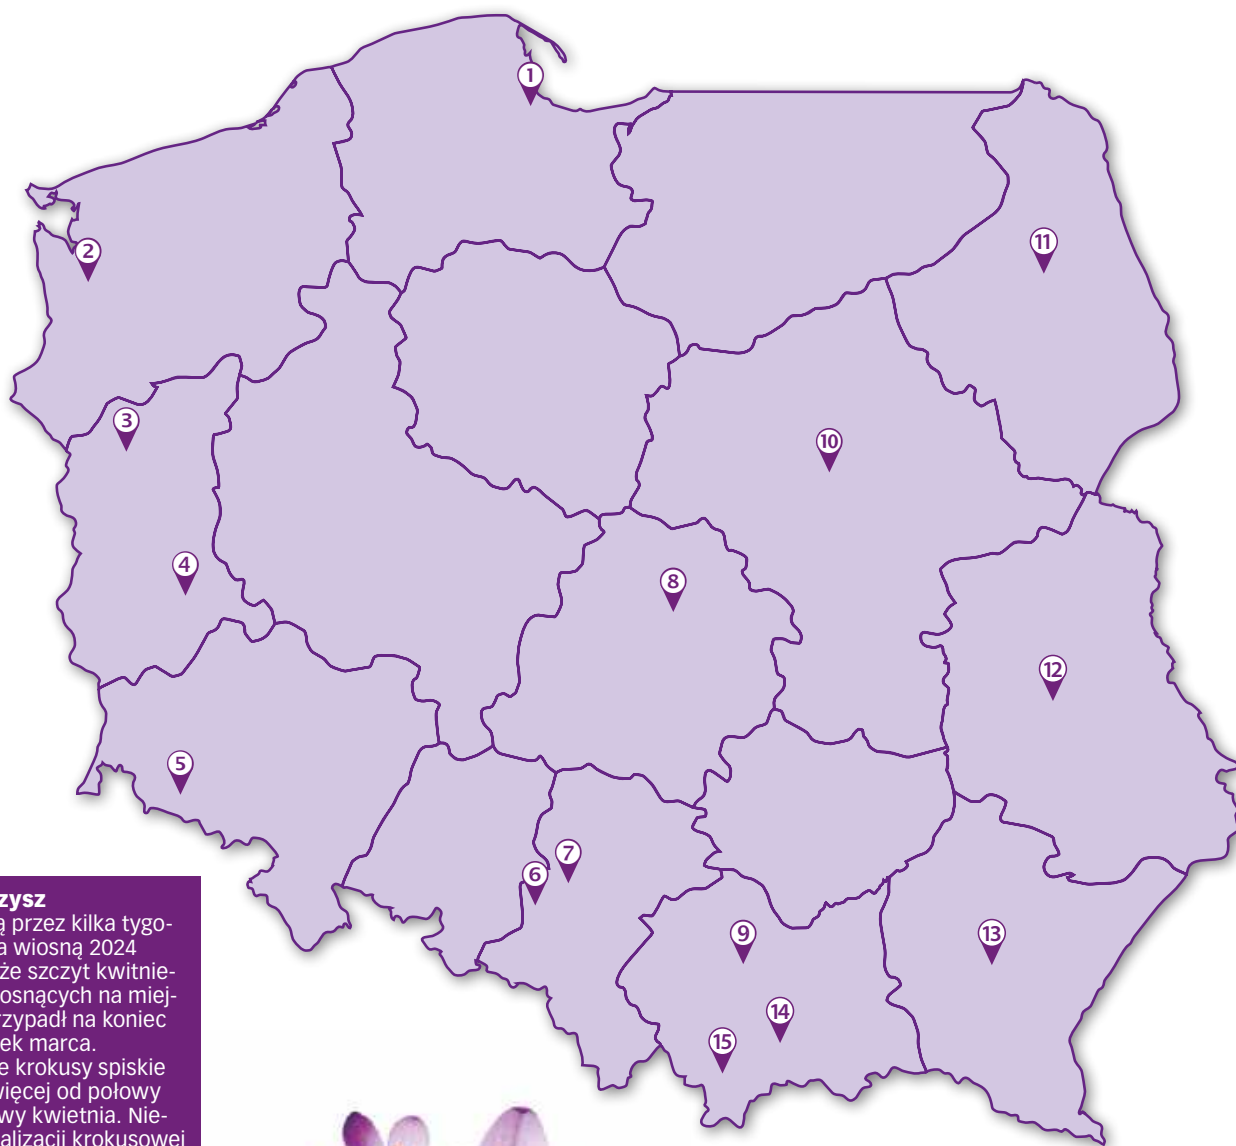 1
2
11
3
10
4
8
12
5
7
6
9
13
14
15
zysz
ą przez kilka tygo-
a wiosną 2024
że szczyt kwitnie-
osnących na miej-
rzypadł na koniec
ek marca.
e krokusy spiskie
więcej od połowy
wy kwietnia. Nie-
alizacji krokusowej